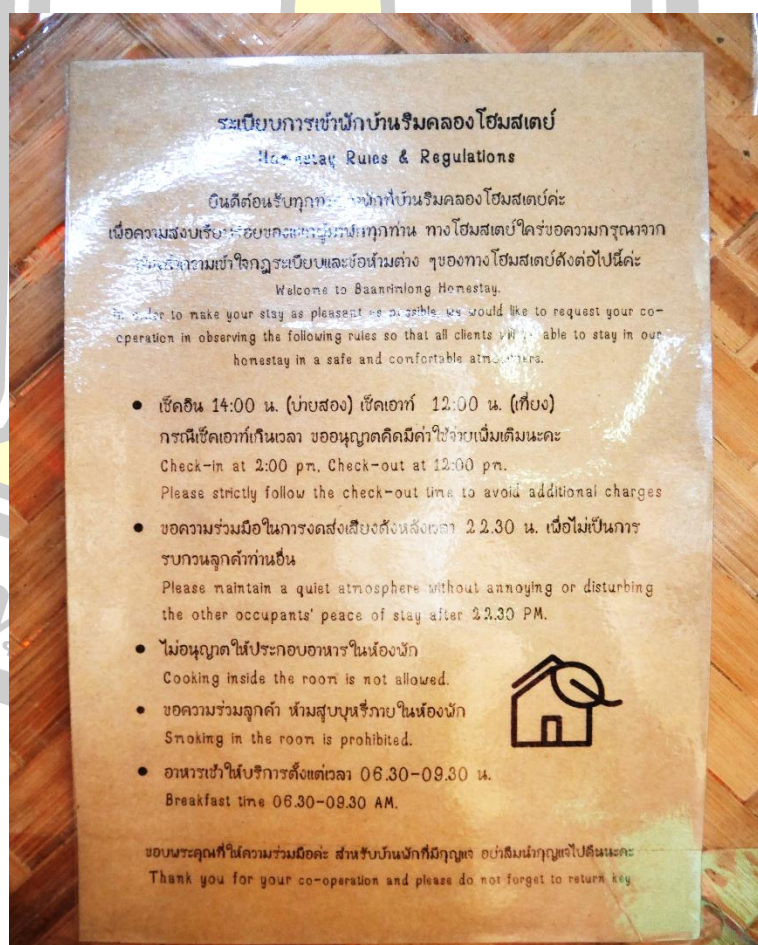 ระเบียบการเข้าพักบ้านริมคลองโฮมสเตย์
Homestay Rules & Regulations
ยินดีต่อนรับทุกท่าน พักที่บ้านริมคลองโฮมสเตย์ค่ะ
เพื่อความสงบเรียบร้อยของ ทุกท่าน ทางโฮมสเตย์ใคร่ขอความกรุณาจาก
ความเข้าใจกฎระเบียบและข้อห้ามต่าง ๆของทางโฮมสเตย์ดังต่อไปนี้ค่ะ
Welcome to Baanrimlong Homestay.
In order to make your stay as pleasant as possible, we would like to request your co-
operation in observing the following rules so that all clients will be able to stay in our
homestay in a safe and comfortable
เช็คอิน 14:00 น. (บ่ายสอง) เช็คเอาท์ 12:00 น. (เที่ยง)
กรณีเช็คเอาท์เกินเวลา ขออนุญาตคิดมีค่าใช้จ่ายเพิ่มเติมนะคะ
Check-in at 2:00 pm, Check-out at 12:00 pm.
Please strictly follow the check-out time to avoid additional charges
ขอความร่วมมือในการงดส่งเสียงดังหลังเวลา 22.30 น. เพื่อไม่เป็นการ
รบกวนลูกค้าท่านอื่น
Please maintain a quiet atmosphere without annoying or disturbing
the other occupants' peace of stay after 22.30 PM.
ไม่อนุญาตให้ประกอบอาหารในห้องพัก
Cooking inside the room is not allowed.
ขอความร่วมลูกค้า ห้ามสูบบุหรี่ภายในห้องพัก
Smoking in the room is prohibited.
อาหารเช้าให้บริการตั้งแต่เวลา 06.30-09.30 น.
Breakfast time 06.30-09.30 AM.
ขอบพระคุณที่ให้ความร่วมมือค่ะ สำหรับบ้านพักที่มีกุญแจ อย่าลืมนำกุญแจไปคืนนะคะ
Thank you for your co-operation and please do not forget to return key